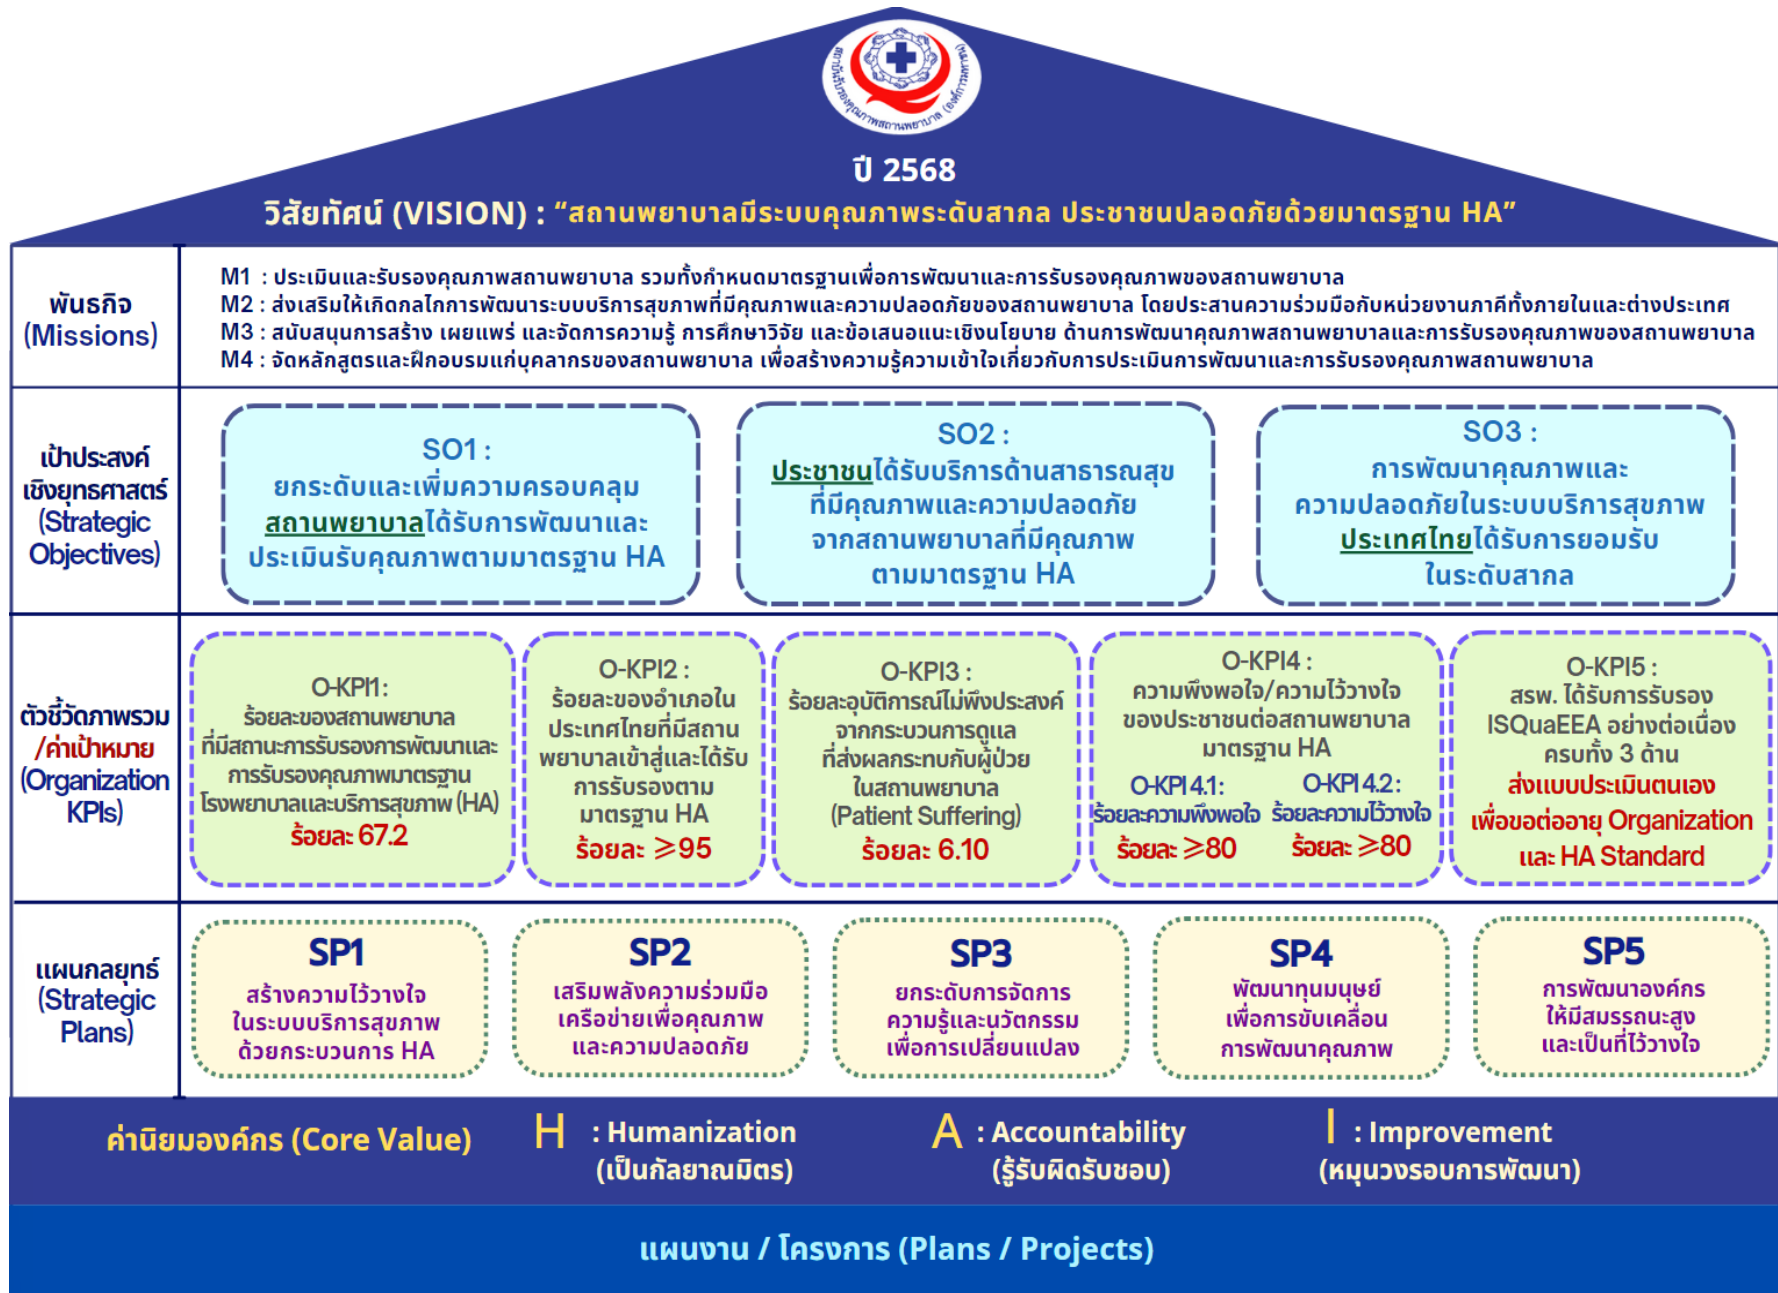 สถาบันรับรองคุณภาพสถานพยาบาล (องค์การมหาชน)
ปี 2568
วิสัยทัศน์ (VISION) : “สถานพยาบาลมีระบบคุณภาพระดับสากล ประชาชนปลอดภัยด้วยมาตรฐาน HA”
พันธกิจ
(Missions)
M1 : ประเมินและรับรองคุณภาพสถานพยาบาล รวมทั้งกำหนดมาตรฐานเพื่อการพัฒนาและการรับรองคุณภาพของสถานพยาบาล
M2 : ส่งเสริมให้เกิดกลไกการพัฒนาระบบบริการสุขภาพที่มีคุณภาพและความปลอดภัยของสถานพยาบาล โดยประสานความร่วมมือกับหน่วยงานภาคีทั้งภายในและต่างประเทศ
M3 : สนับสนุนการสร้าง เผยแพร่ และจัดการความรู้ การศึกษาวิจัย และข้อเสนอแนะเชิงนโยบาย ด้านการพัฒนาคุณภาพสถานพยาบาลและการรับรองคุณภาพของสถานพยาบาล
M4 : จัดหลักสูตรและฝึกอบรมแก่บุคลากรของสถานพยาบาล เพื่อสร้างความรู้ความเข้าใจเกี่ยวกับการประเมินการพัฒนาและการรับรองคุณภาพสถานพยาบาล
เป้าประสงค์
เชิงยุทธศาสตร์
(Strategic
Objectives)
SO1 :
ยกระดับและเพิ่มความครอบคลุม
สถานพยาบาลได้รับการพัฒนาและ
ประเมินรับคุณภาพตามมาตรฐาน HA
SO2 :
ประชาชนได้รับบริการด้านสาธารณสุข
ที่มีคุณภาพและความปลอดภัย
จากสถานพยาบาลที่มีคุณภาพ
ตามมาตรฐาน HA
SO3 :
การพัฒนาคุณภาพและ
ความปลอดภัยในระบบบริการสุขภาพ
ประเทศไทยได้รับการยอมรับ
ในระดับสากล
ตัวชี้วัดภาพรวม
/ค่าเป้าหมาย
(Organization
KPIs)
O-KPI1:
ร้อยละของสถานพยาบาล
ที่มีสถานะการรับรองการพัฒนาและ
การรับรองคุณภาพมาตรฐาน
โรงพยาบาลและบริการสุขภาพ (HA)
ร้อยละ 67.2
O-KPI2 :
ร้อยละของอำเภอใน
ประเทศไทยที่มีสถาน
พยาบาลเข้าสู่และได้รับ
การรับรองตาม
มาตรฐาน HA
ร้อยละ ≥95
O-KPI3 :
ร้อยละอุบัติการณ์ไม่พึงประสงค์
จากกระบวนการดูแล
ที่ส่งผลกระทบกับผู้ป่วย
ในสถานพยาบาล
(Patient Suffering)
ร้อยละ 6.10
O-KPI4 :
ความพึงพอใจ/ความไว้วางใจ
ของประชาชนต่อสถานพยาบาล
มาตรฐาน HA
O-KPI 4.1:
ร้อยละความพึงพอใจ
ร้อยละ ≥80
O-KPI 4.2:
ร้อยละความไว้วางใจ
ร้อยละ ≥80
O-KPI5 :
สรพ. ได้รับการรับรอง
ISQuaEEA อย่างต่อเนื่อง
ครบทั้ง 3 ด้าน
ส่งแบบประเมินตนเอง
เพื่อขอต่ออายุ Organization
และ HA Standard
แผนกลยุทธ์
(Strategic
Plans)
SP1
สร้างความไว้วางใจ
ในระบบบริการสุขภาพ
ด้วยกระบวนการ HA
SP2
เสริมพลังความร่วมมือ
เครือข่ายเพื่อคุณภาพ
และความปลอดภัย
SP3
ยกระดับการจัดการ
ความรู้และนวัตกรรม
เพื่อการเปลี่ยนแปลง
SP4
พัฒนาทุนมนุษย์
เพื่อการขับเคลื่อน
การพัฒนาคุณภาพ
SP5
การพัฒนาองค์กร
ให้มีสมรรถนะสูง
และเป็นที่ไว้วางใจ
ค่านิยมองค์กร (Core Value)
H : Humanization
(เป็นกัลยาณมิตร)
A : Accountability
(รู้รับผิดรับชอบ)
I : Improvement
(หมุนวงรอบการพัฒนา)
แผนงาน / โครงการ (Plans / Projects)